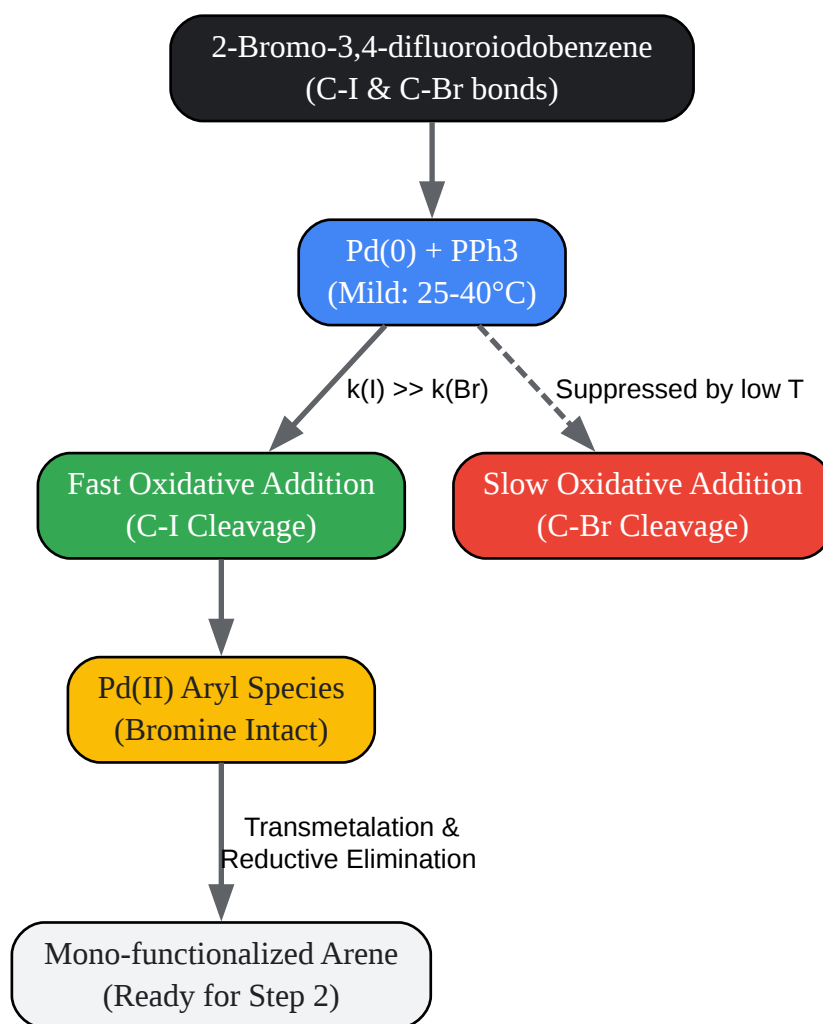 2-Bromo-3,4-difluoroiodobenzene
(C-I & C-Br bonds)
Pd(0) + PPh3
(Mild: 25-40°C)
k(I) >> k(Br)
Suppressed by low T
Fast Oxidative Addition
(C-I Cleavage)
Slow Oxidative Addition
(C-Br Cleavage)
Pd(II) Aryl Species
(Bromine Intact)
Transmetalation &
Reductive Elimination
Mono-functionalized Arene
(Ready for Step 2)